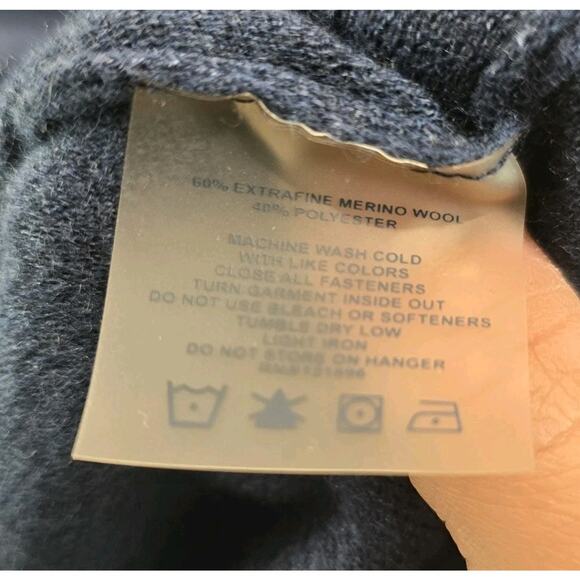 60% EXTRAFINE MERINO WOOL
40% POLYESTER
MACHINE WASH COLD
WITH LIKE COLORS
CLOSE ALL FASTENERS
TURN GARMENT INSIDE OUT
DO NOT USE BLEACH OR SOFTENERS
TUMBLE DRY LOW
LIGHT IRON
DO NOT STORE ON HANGER